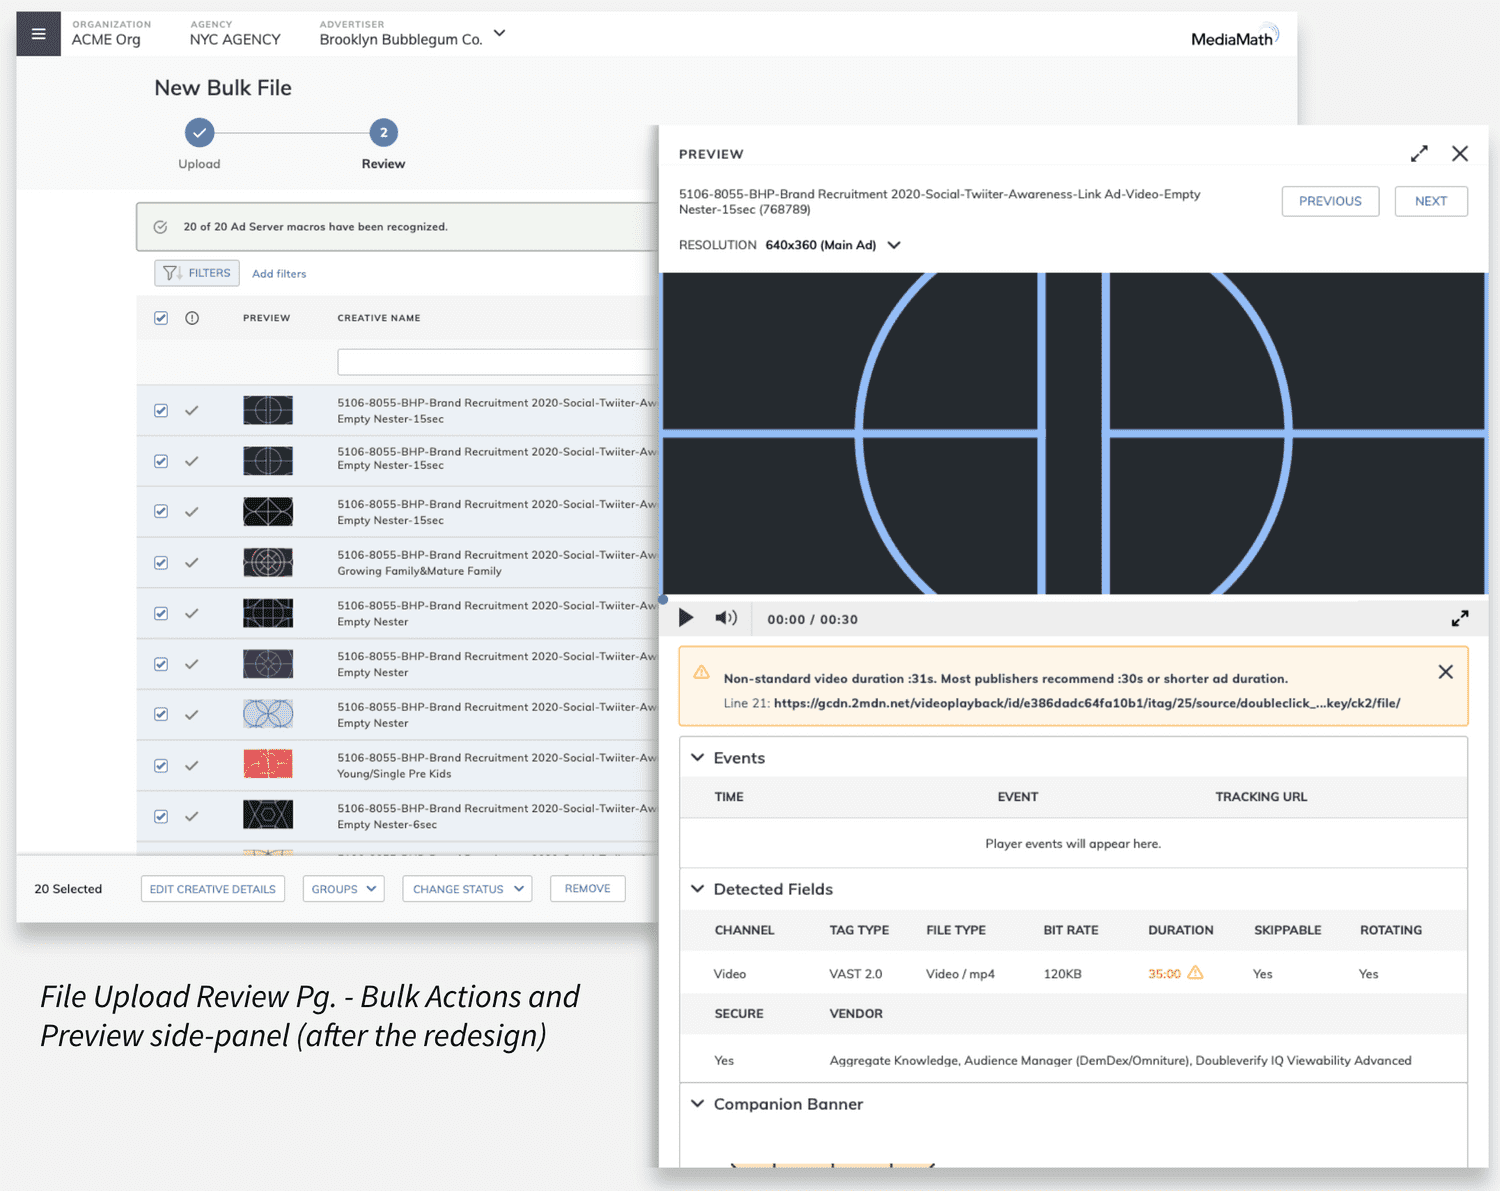 ORGANIZATION
ACME Org
AGENCY
NYC AGENCY
ADVERTISER
Brooklyn Bubblegum Co.
MediaMath
New Bulk File
2
Upload
Review
20 of 20 Ad Server macros have been recognized.
FILTERS
Add filters
PREVIEW
CREATIVE NAME
5106-8055-BHP-Brand Recruitment 2020-Social-Twiiter-Aw
Empty Nester-15sec
5106-8055-BHP-Brand Recruitment 2020-Social-Twiiter-Aw
Empty Nester-15sec
5106-8055-BHP-Brand Recruitment 2020-Social-Twiiter-Aw
Empty Nester-15sec
5106-8055-BHP-Brand Recruitment 2020-Social-Twiiter-Aw
Growing Family&Mature Family
5106-8055-BHP-Brand Recruitment 2020-Social-Twiiter-Aw
Empty Nester
5106-8055-BHP-Brand Recruitment 2020-Social-Twiiter-Aw
Empty Nester
5106-8055-BHP-Brand Recruitment 2020-Social-Twiiter-Aw
Empty Nester
5106-8055-BHP-Brand Recruitment 2020-Social-Twiiter-Aw
Young/Single Pre Kids
5106-8055-BHP-Brand Recruitment 2020-Social-Twiiter-Aw
Empty Nester-6sec
20 Selected
EDIT CREATIVE DETAILS
GROUPS
CHANGE STATUS
REMOVE
PREVIEW
5106-8055-BHP-Brand Recruitment 2020-Social-Twiiter-Awareness-Link Ad-Video-Empty
Nester-15sec (768789)
PREVIOUS
NEXT
RESOLUTION 640x360 (Main Ad)
00:00 / 00:30
Non-standard video duration :31s. Most publishers recommend :30s or shorter ad duration.
Line 21: https://gcdn.2mdn.net/videoplayback/id/e386dadc64fa10b1/itag/25/source/doubleclick_...key/ck2/file/
Events
TIME EVENT TRACKING URL
Player events will appear here.
Detected Fields
CHANNEL TAG TYPE FILE TYPE BIT RATE DURATION SKIPPABLE ROTATING
Video VAST 2.0 Video / mp4 120KB 35:00 Yes Yes
SECURE VENDOR
Yes Aggregate Knowledge, Audience Manager (DemDex/Omniture), Doubleverify IQ Viewability Advanced
Companion Banner
File Upload Review Pg. - Bulk Actions and
Preview side-panel (after the redesign)